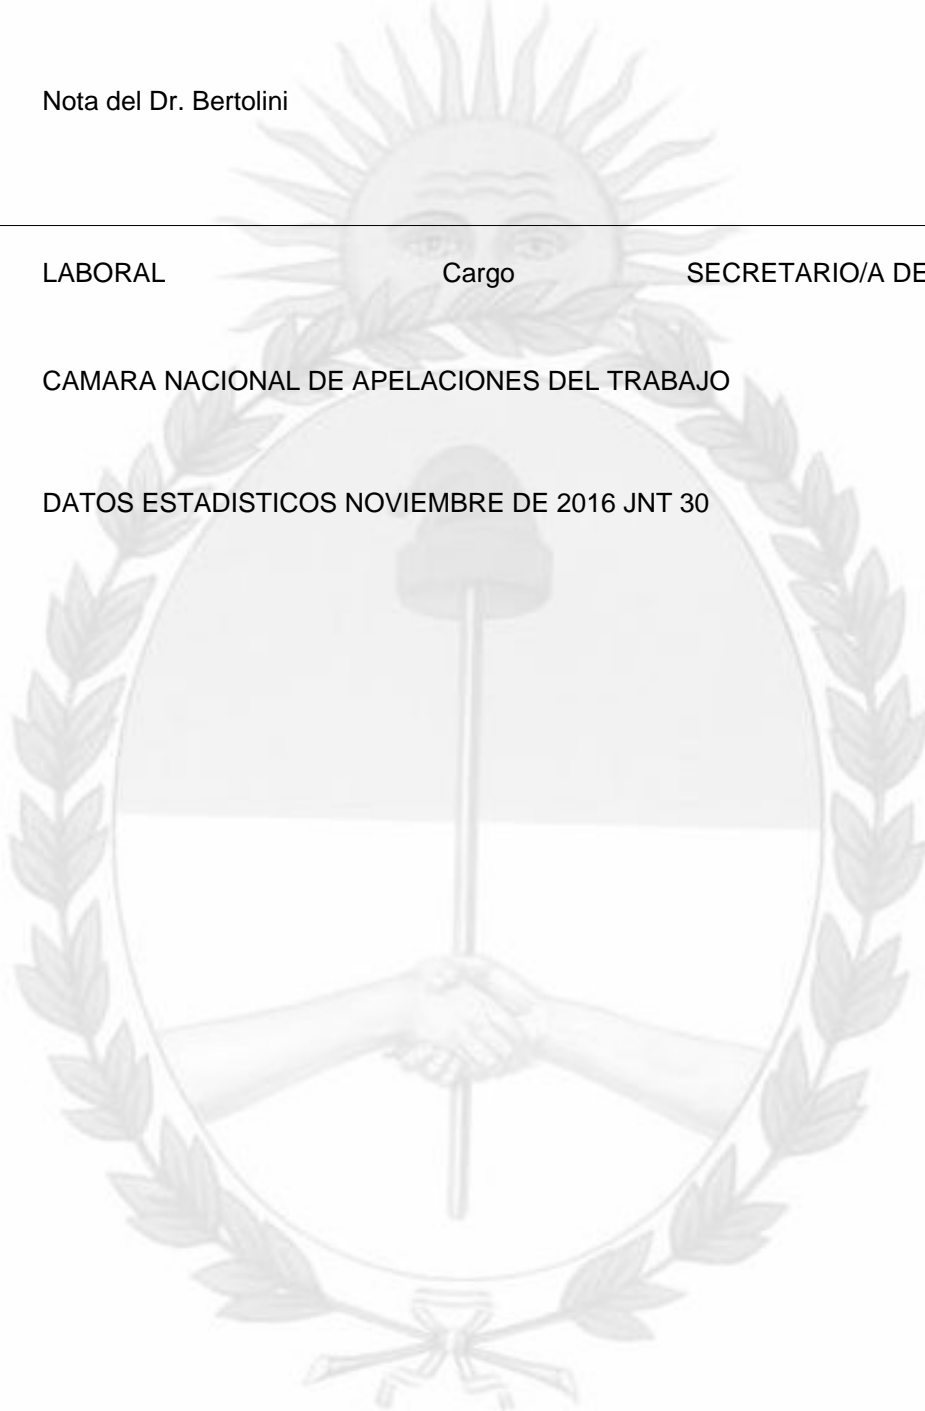 Nota del Dr. Bertolini
LABORAL Cargo SECRETARIO/A DE
CAMARA NACIONAL DE APELACIONES DEL TRABAJO
DATOS ESTADISTICOS NOVIEMBRE DE 2016 JNT 30